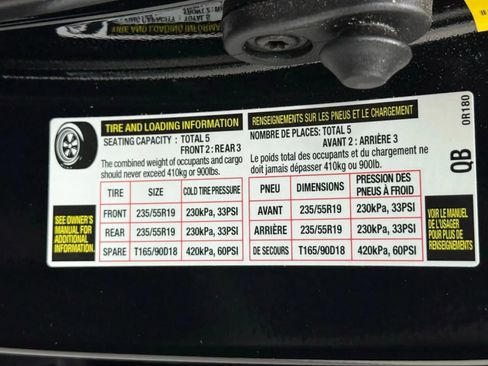 TIRE AND LOADING INFORMATION
SEATING CAPACITY : TOTAL 5
FRONT 2 : REAR 3
The combined weight of occupants and cargo
should never exceed 410kg or 900lbs.
TIRE SIZE COLD TIRE PRESSURE
FRONT 235/55R19 230kPa, 33PSI
REAR 235/55R19 230kPa, 33PSI
SPARE T165/90D18 420kPa, 60PSI
SEE OWNER'S
MANUAL FOR
ADDITIONAL
INFORMATION.
RENSEIGNEMENTS SUR LES PNEUS ET LE CHARGEMENT
NOMBRE DE PLACES: TOTAL 5
AVANT 2 : ARRIÈRE 3
Le poids total des occupants et du chargement ne
doit jamais dépasser 410kg ou 900lb.
PNEU DIMENSIONS PRESSION DES
PNEUS À FROID
AVANT 235/55R19 230kPa, 33PSI
ARRIÈRE 235/55R19 230kPa, 33PSI
DE SECOURS T165/90D18 420kPa, 60PSI
VOIR LE MANUEL
DE L'USAGER
POUR PLUS DE
RENSEIGNEMENTS
QB
0R180